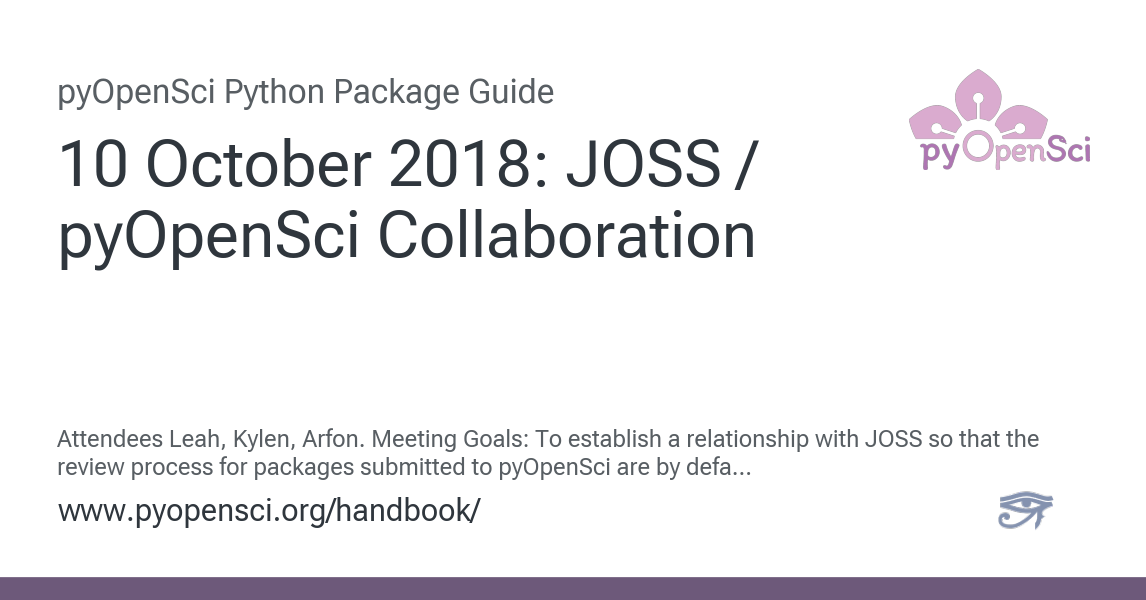 pyOpenSci Python Package Guide
10 October 2018: JOSS /
pyOpenSci Collaboration
pyOpenSci
Attendees Leah, Kylen, Arfon. Meeting Goals: To establish a relationship with JOSS so that the
review process for packages submitted to pyOpenSci are by defa...
www.pyopensci.org/handbook/